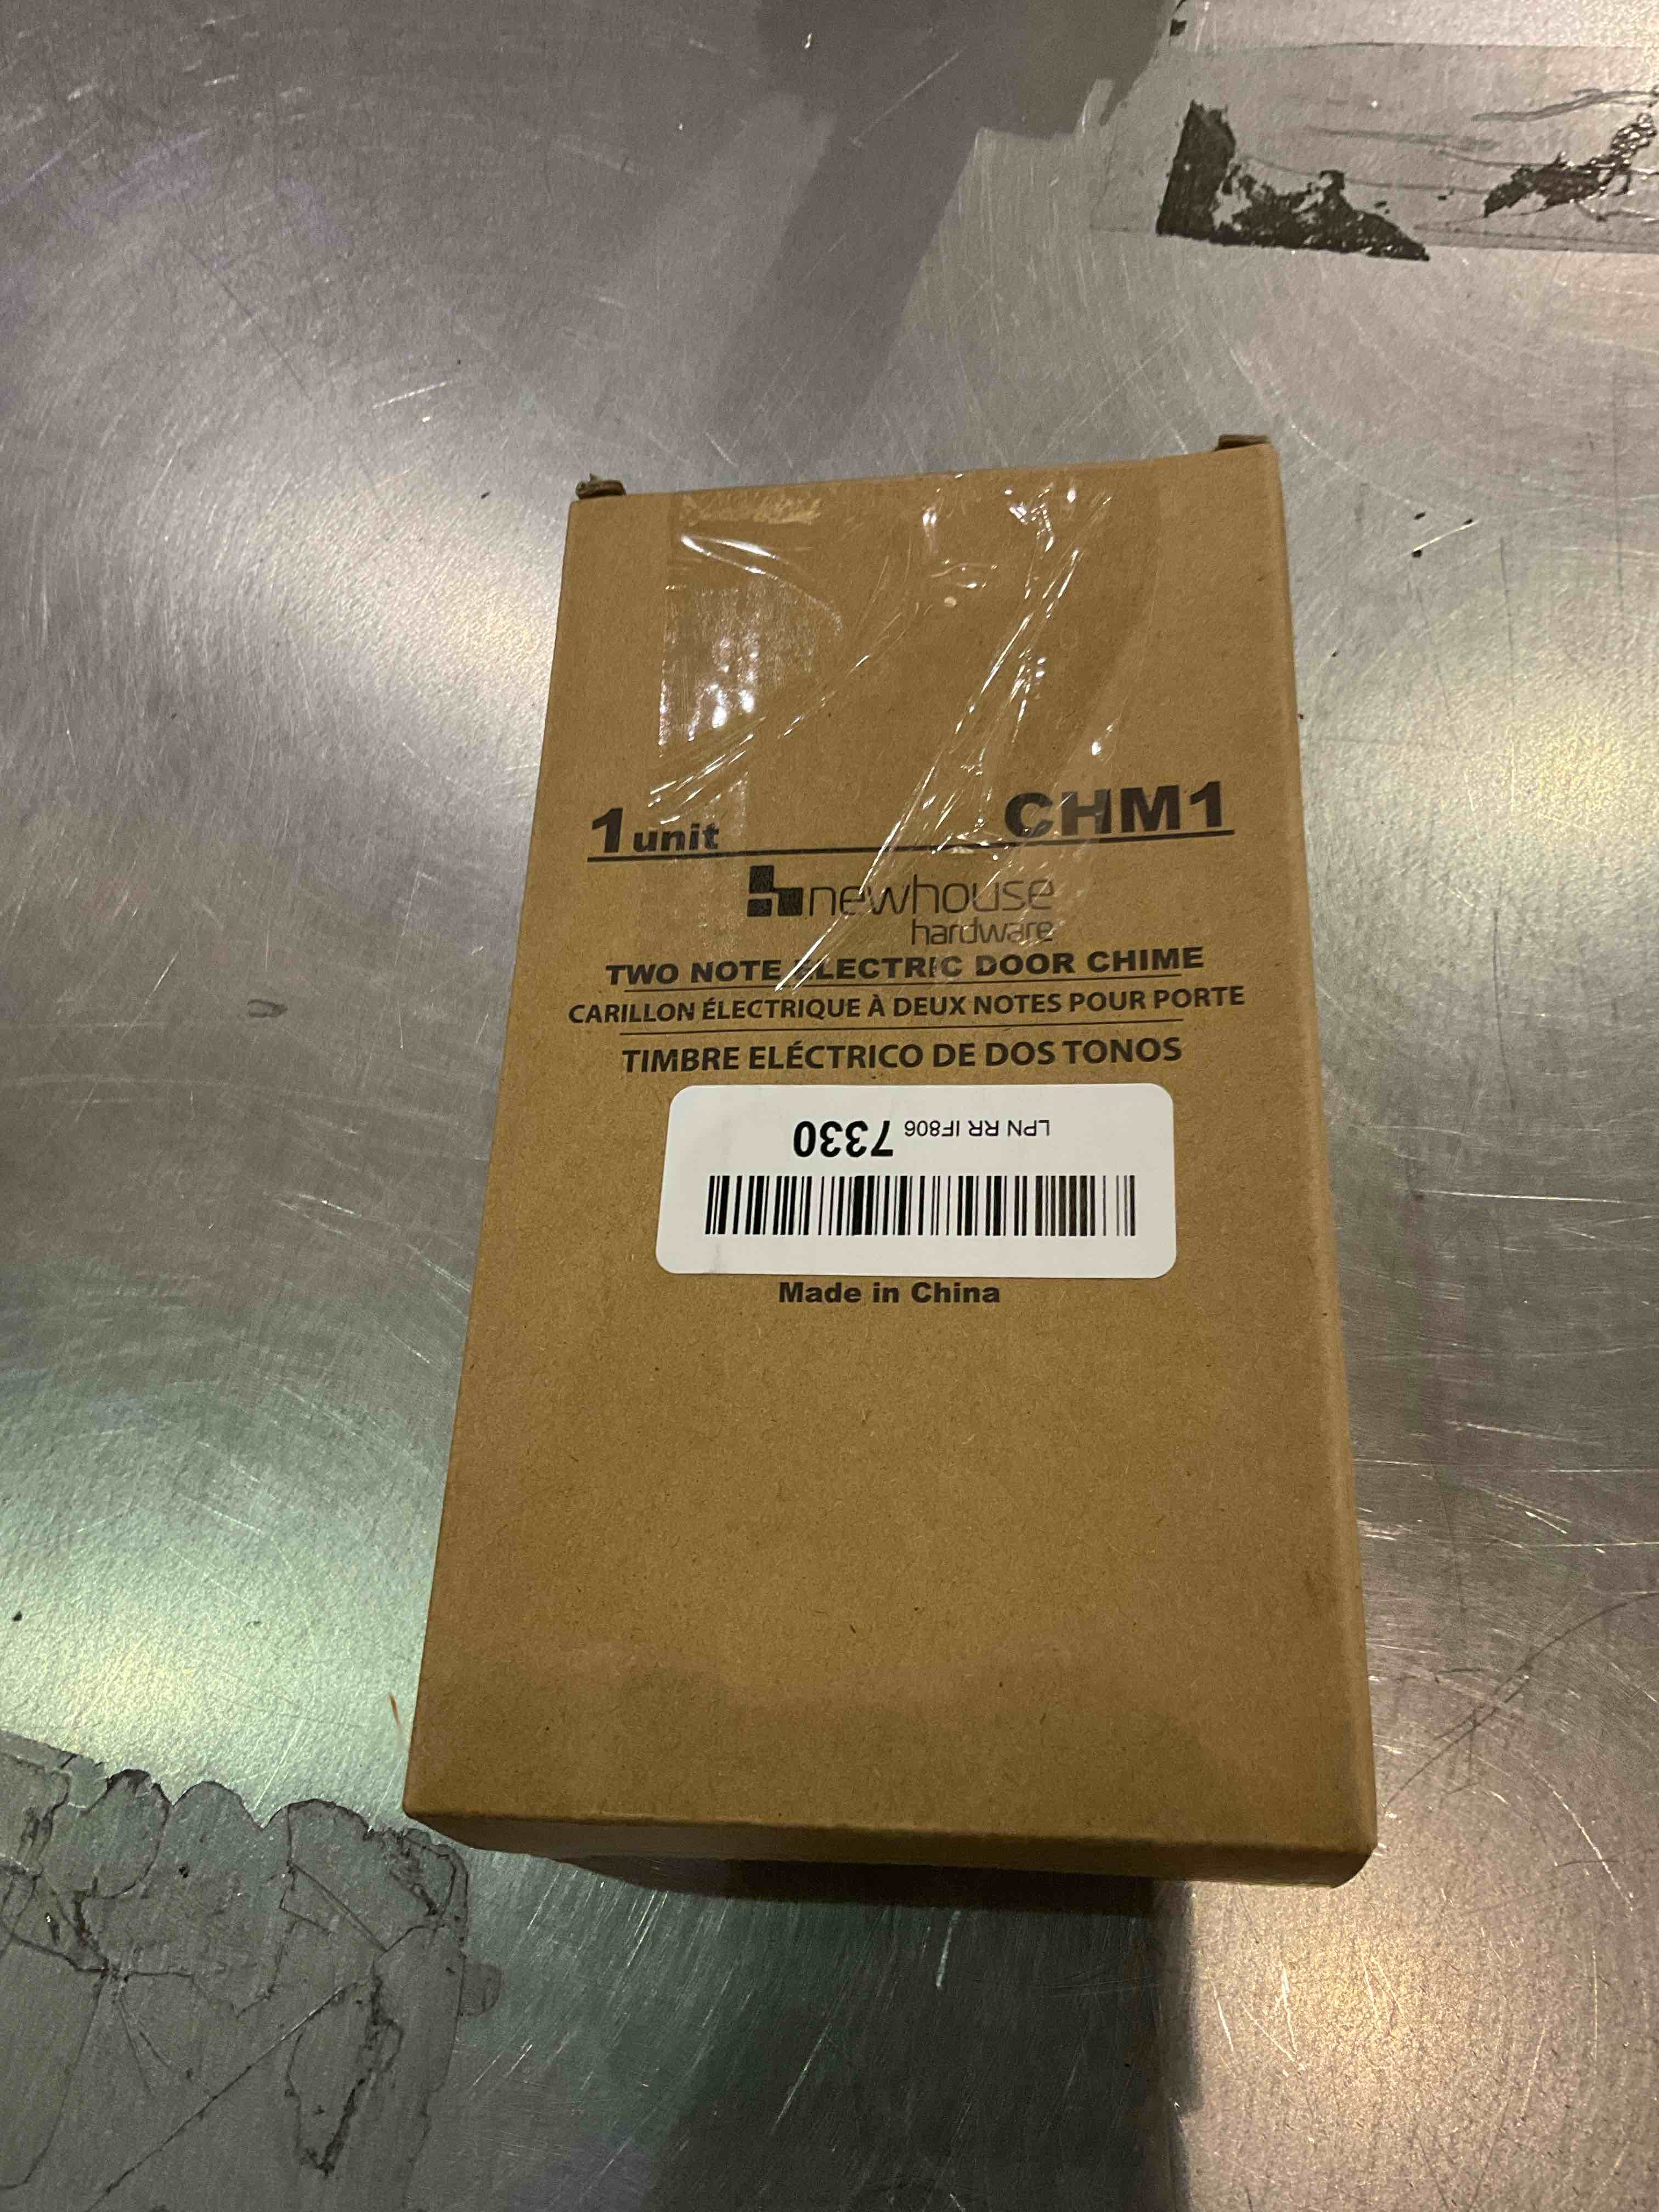 1 unit CHM1
newhouse
hardware
TWO NOTE ELECTRIC DOOR CHIME
CARILLON ÉLECTRIQUE À DEUX NOTES POUR PORTE
TIMBRE ELÉCTRICO DE DOS TONOS
LPN RR IF806 7330
Made in China